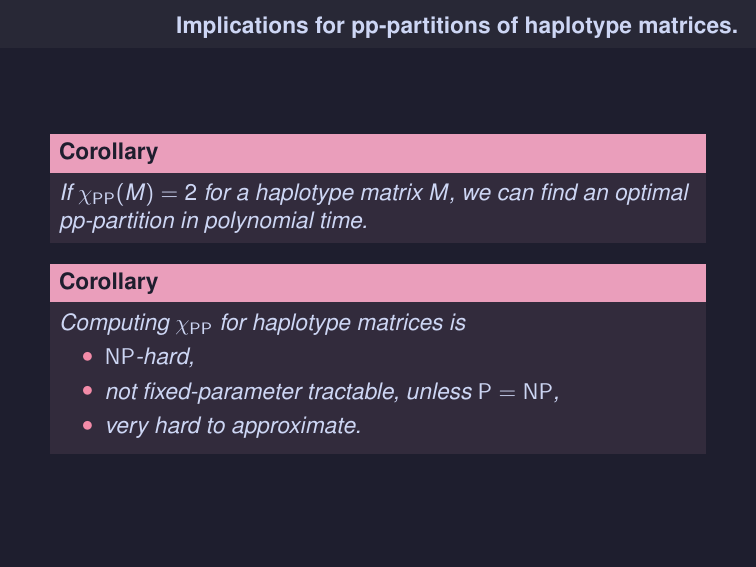 Implications for pp-partitions of haplotype matrices.
Corollary
If χPP(M) = 2 for a haplotype matrix M, we can find an optimal
pp-partition in polynomial time.
Corollary
Computing χPP for haplotype matrices is
• NP-hard,
• not fixed-parameter tractable, unless P = NP,
• very hard to approximate.